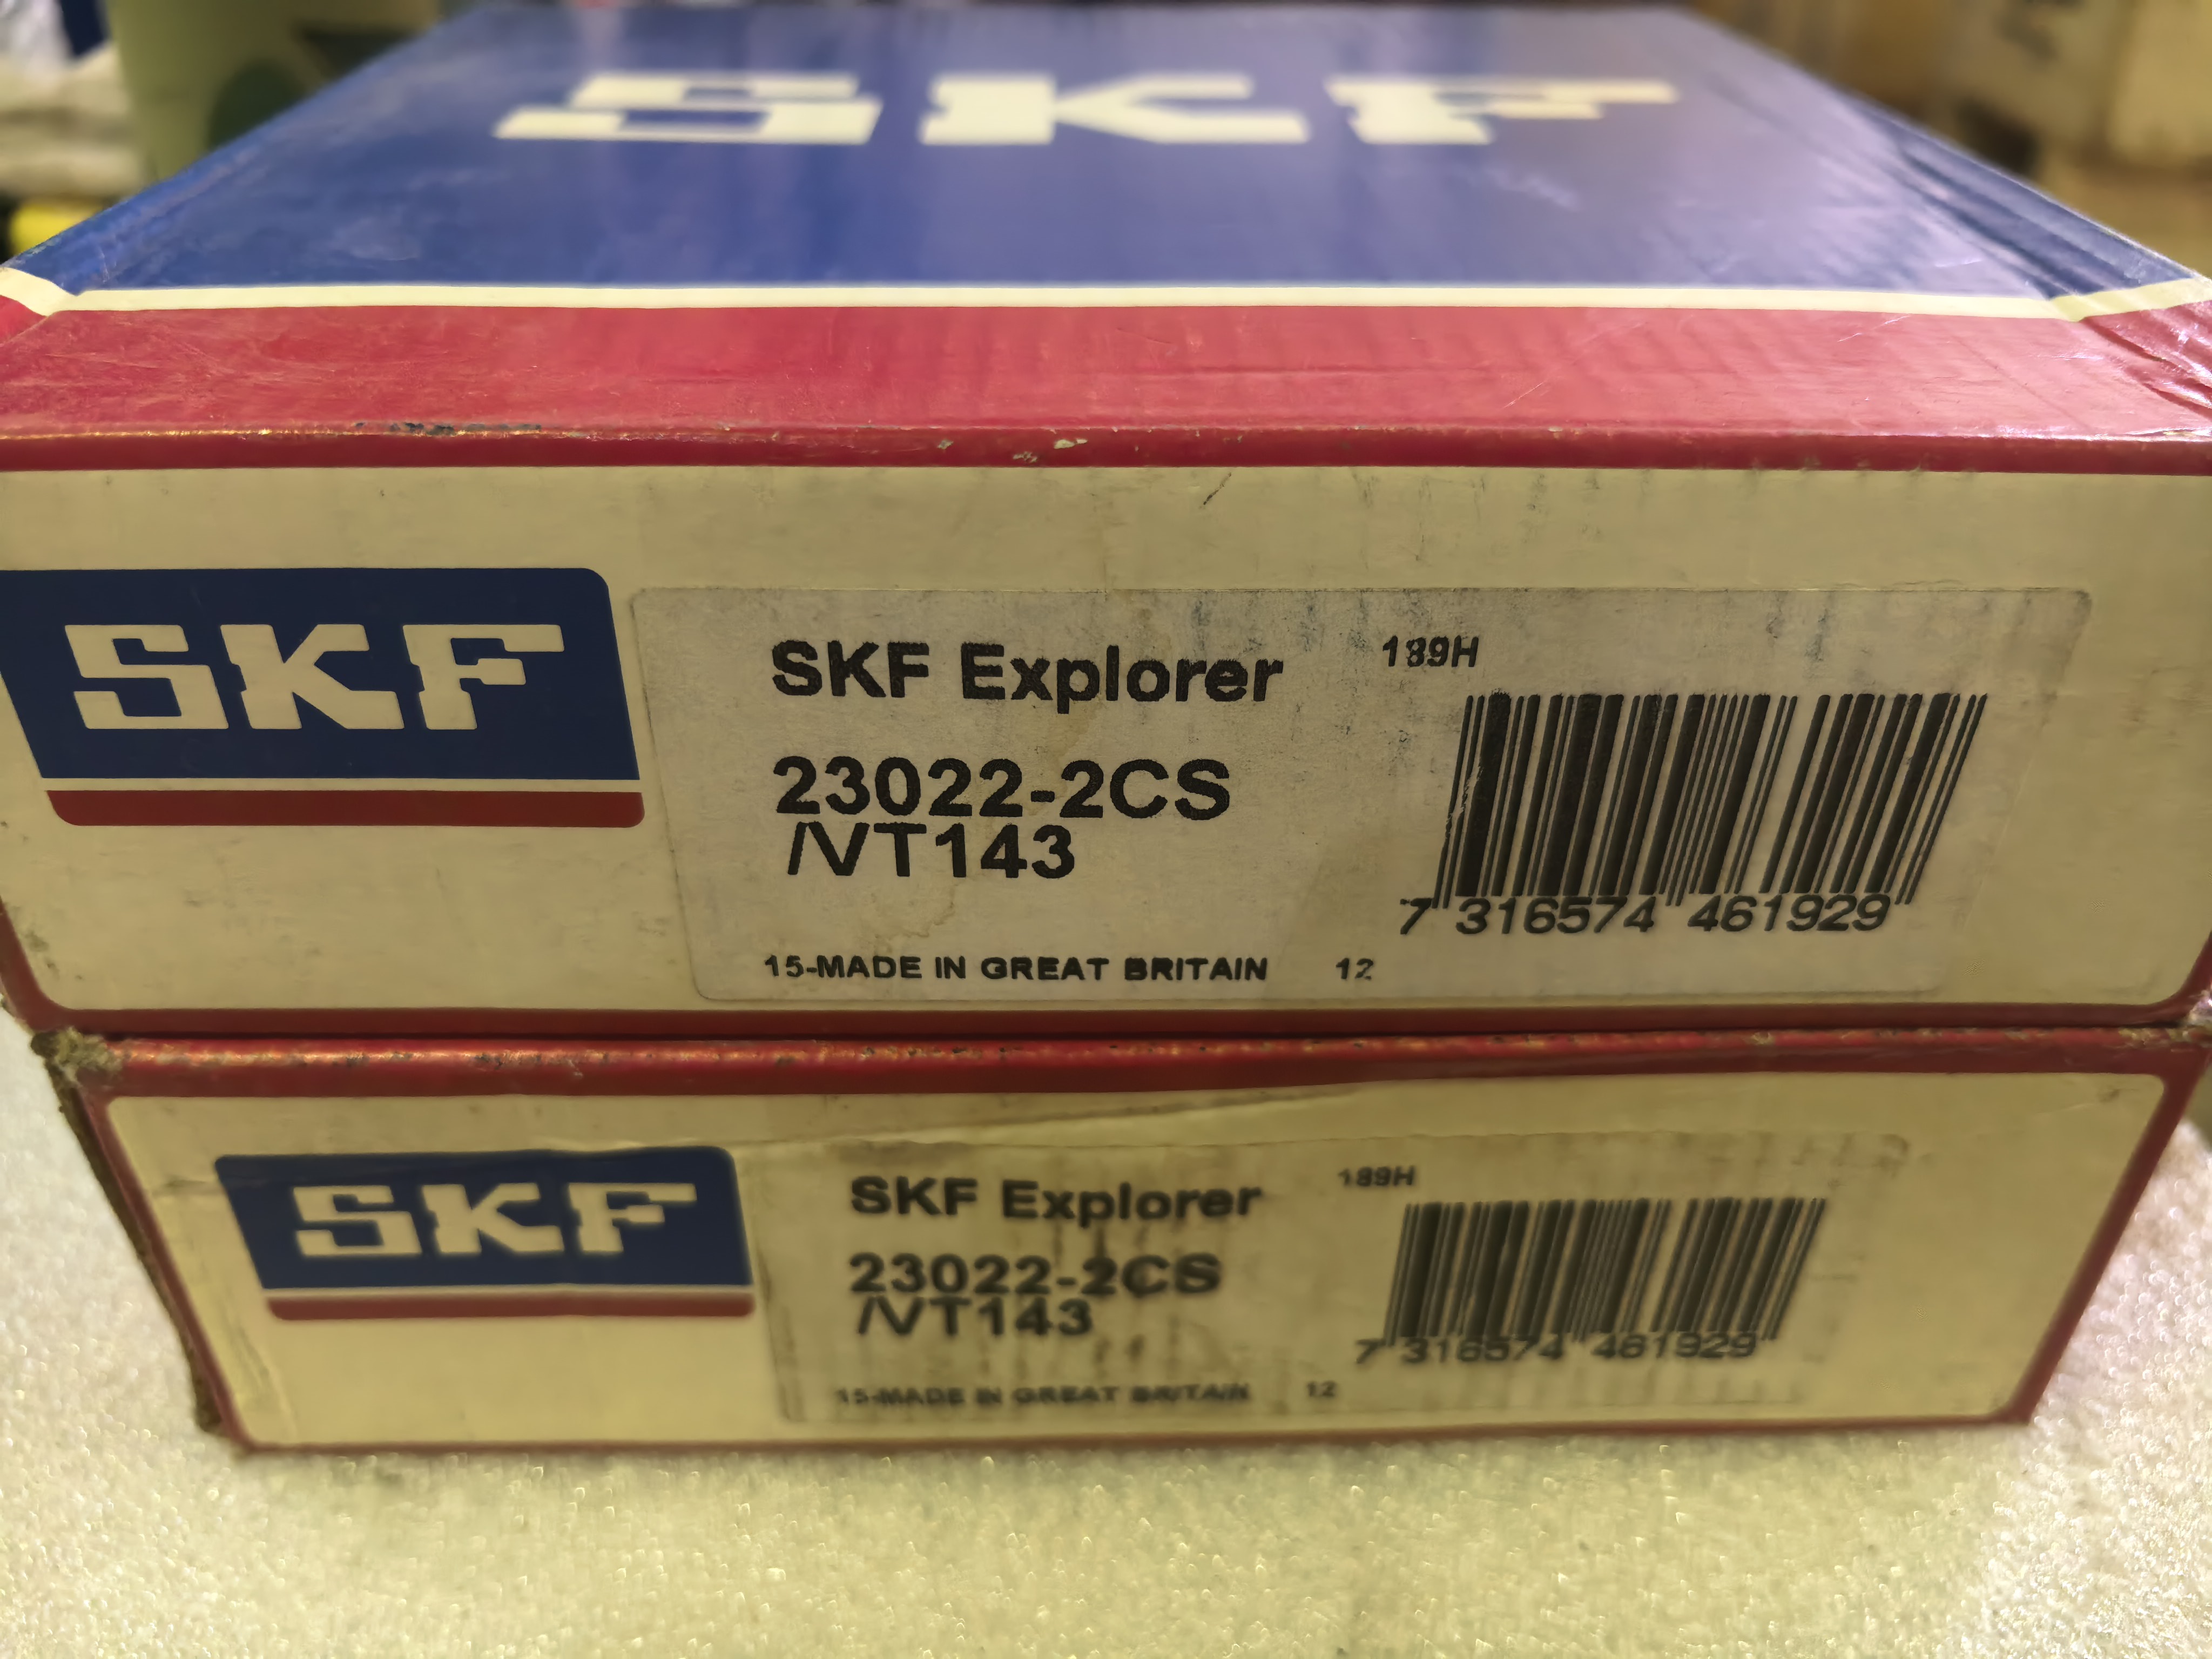 SKF
SKF
SKF Explorer
189H
23022-2CS
/VT143
7 316574 461929
15-MADE IN GREAT BRITAIN 12
SKF
SKF Explorer
189H
23022-2CS
/VT143
7 316574 461929
15-MADE IN GREAT BRITAIN 12